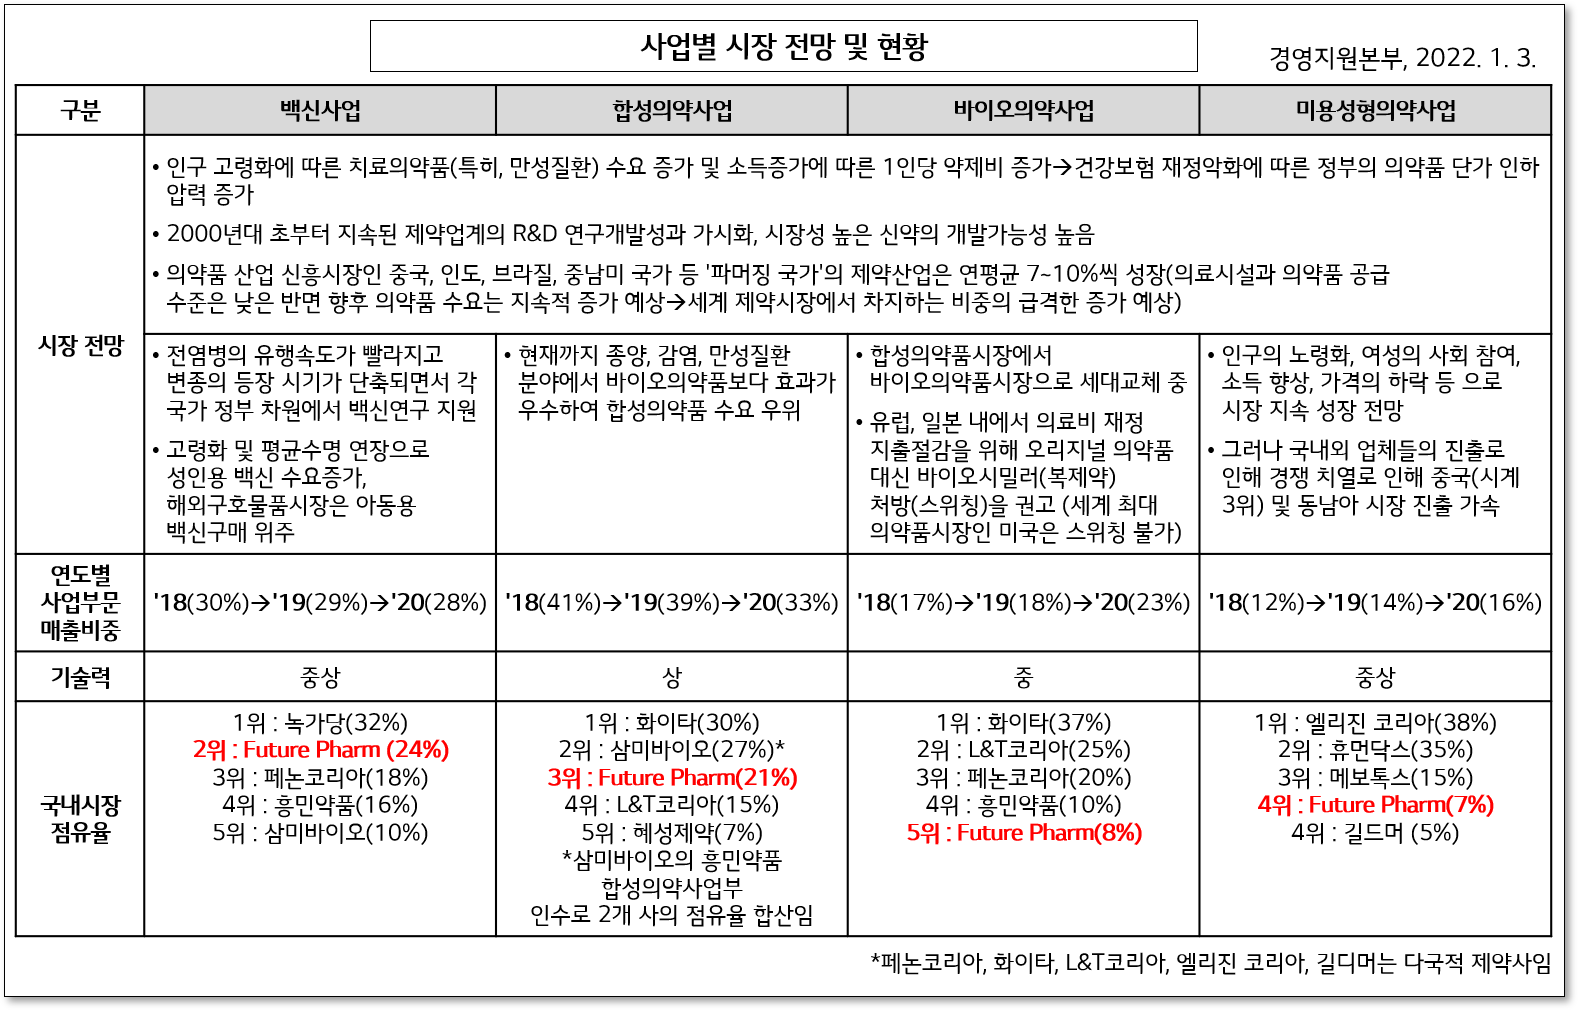 사업별 시장 전망 및 현황
경영지원본부, 2022. 1. 3.
구분
백신사업
합성의약사업
바이오의약사업
미용성형의약사업
시장 전망
• 인구 고령화에 따른 치료의약품(특히, 만성질환) 수요 증가 및 소득증가에 따른 1인당 약제비 증가→건강보험 재정악화에 따른 정부의 의약품 단가 인하
압력 증가
• 2000년대 초부터 지속된 제약업계의 R&D 연구개발성과 가시화, 시장성 높은 신약의 개발가능성 높음
• 의약품 산업 신흥시장인 중국, 인도, 브라질, 중남미 국가 등 '파머징 국가'의 제약산업은 연평균 7~10%씩 성장(의료시설과 의약품 공급
수준은 낮은 반면 향후 의약품 수요는 지속적 증가 예상→세계 제약시장에서 차지하는 비중의 급격한 증가 예상)
• 전염병의 유행속도가 빨라지고
변종의 등장 시기가 단축되면서 각
국가 정부 차원에서 백신연구 지원
• 고령화 및 평균수명 연장으로
성인용 백신 수요증가,
해외구호물품시장은 아동용
백신구매 위주
• 현재까지 종양, 감염, 만성질환
분야에서 바이오의약품보다 효과가
우수하여 합성의약품 수요 우위
• 합성의약품시장에서
바이오의약품시장으로 세대교체 중
• 유럽, 일본 내에서 의료비 재정
지출절감을 위해 오리지널 의약품
대신 바이오시밀러(복제약)
처방(스위칭)을 권고 (세계 최대
의약품시장인 미국은 스위칭 불가)
• 인구의 노령화, 여성의 사회 참여,
소득 향상, 가격의 하락 등 으로
시장 지속 성장 전망
• 그러나 국내외 업체들의 진출로
인해 경쟁 치열로 인해 중국(시계
3위) 및 동남아 시장 진출 가속
연도별
사업부문
매출비중
'18(30%)→'19(29%)→'20(28%)
'18(41%)→'19(39%)→'20(33%)
'18(17%)→'19(18%)→'20(23%)
'18(12%)→'19(14%)→'20(16%)
기술력
중상
상
중
중상
국내시장
점유율
1위 : 녹가당(32%)
2위 : Future Pharm (24%)
3위 : 페논코리아(18%)
4위 : 흥민약품(16%)
5위 : 삼미바이오(10%)
1위 : 화이타(30%)
2위 : 삼미바이오(27%)*
3위 : Future Pharm(21%)
4위 : L&T코리아(15%)
5위 : 혜성제약(7%)
*삼미바이오의 흥민약품
합성의약사업부
인수로 2개 사의 점유율 합산임
1위 : 화이타(37%)
2위 : L&T코리아(25%)
3위 : 페논코리아(20%)
4위 : 흥민약품(10%)
5위 : Future Pharm(8%)
1위 : 엘리진 코리아(38%)
2위 : 휴먼닥스(35%)
3위 : 메보톡스(15%)
4위 : Future Pharm(7%)
4위 : 길드머 (5%)
*페논코리아, 화이타, L&T코리아, 엘리진 코리아, 길디머는 다국적 제약사임